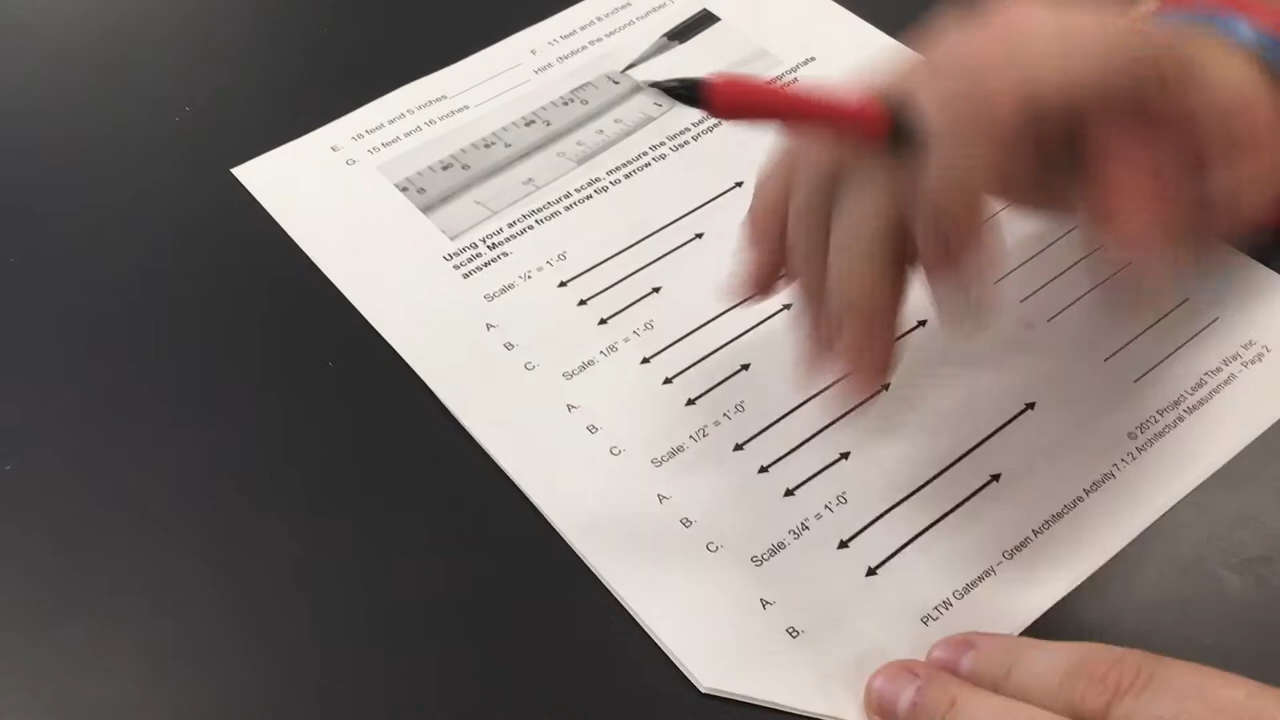 F. 11 feet and 8 inches
E. 18 feet and 5 inches
Hint: (Notice the second number.)
G. 15 feet and 16 inches
appropriate
your
Using your architectural scale, measure the lines
scale. Measure from arrow tip to arrow tip. Use proper
answers.
Scale: ¼" = 1'-0"
A.
B.
C.
Scale: 1/8" = 1'-0"
A.
B.
C.
Scale: 1/2" = 1'-0"
A.
B.
C.
Scale: 3/4" = 1'-0"
A.
B.
© 2012 Project Lead The Way, Inc.
PLTW Gateway – Green Architecture Activity 7.1.2 Architectural Measurement – Page 2